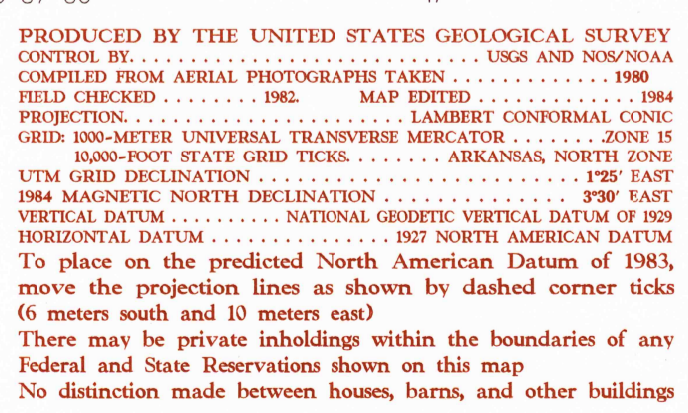 PRODUCED BY THE UNITED STATES GEOLOGICAL SURVEY
CONTROL BY. . . . . . . . . . . . . . . . . . . . . . . . . . . . . . USGS AND NOS/NOAA
COMPILED FROM AERIAL PHOTOGRAPHS TAKEN . . . . . . . . . . . . 1980
FIELD CHECKED . . . . . . . . 1982. MAP EDITED . . . . . . . . . . . . . . 1984
PROJECTION. . . . . . . . . . . . . . . . . . . . . . . . LAMBERT CONFORMAL CONIC
GRID: 1000-METER UNIVERSAL TRANSVERSE MERCATOR . . . . . . . .ZONE 15
10,000-FOOT STATE GRID TICKS. . . . . . . . ARKANSAS, NORTH ZONE
UTM GRID DECLINATION . . . . . . . . . . . . . . . . . . . . . . . . . . . 1°25′ EAST
1984 MAGNETIC NORTH DECLINATION . . . . . . . . . . . . . . . 3°30′ EAST
VERTICAL DATUM . . . . . . . . . . NATIONAL GEODETIC VERTICAL DATUM OF 1929
HORIZONTAL DATUM . . . . . . . . . . . . . . . 1927 NORTH AMERICAN DATUM
To place on the predicted North American Datum of 1983,
move the projection lines as shown by dashed corner ticks
(6 meters south and 10 meters east)
There may be private inholdings within the boundaries of any
Federal and State Reservations shown on this map
No distinction made between houses, barns, and other buildings